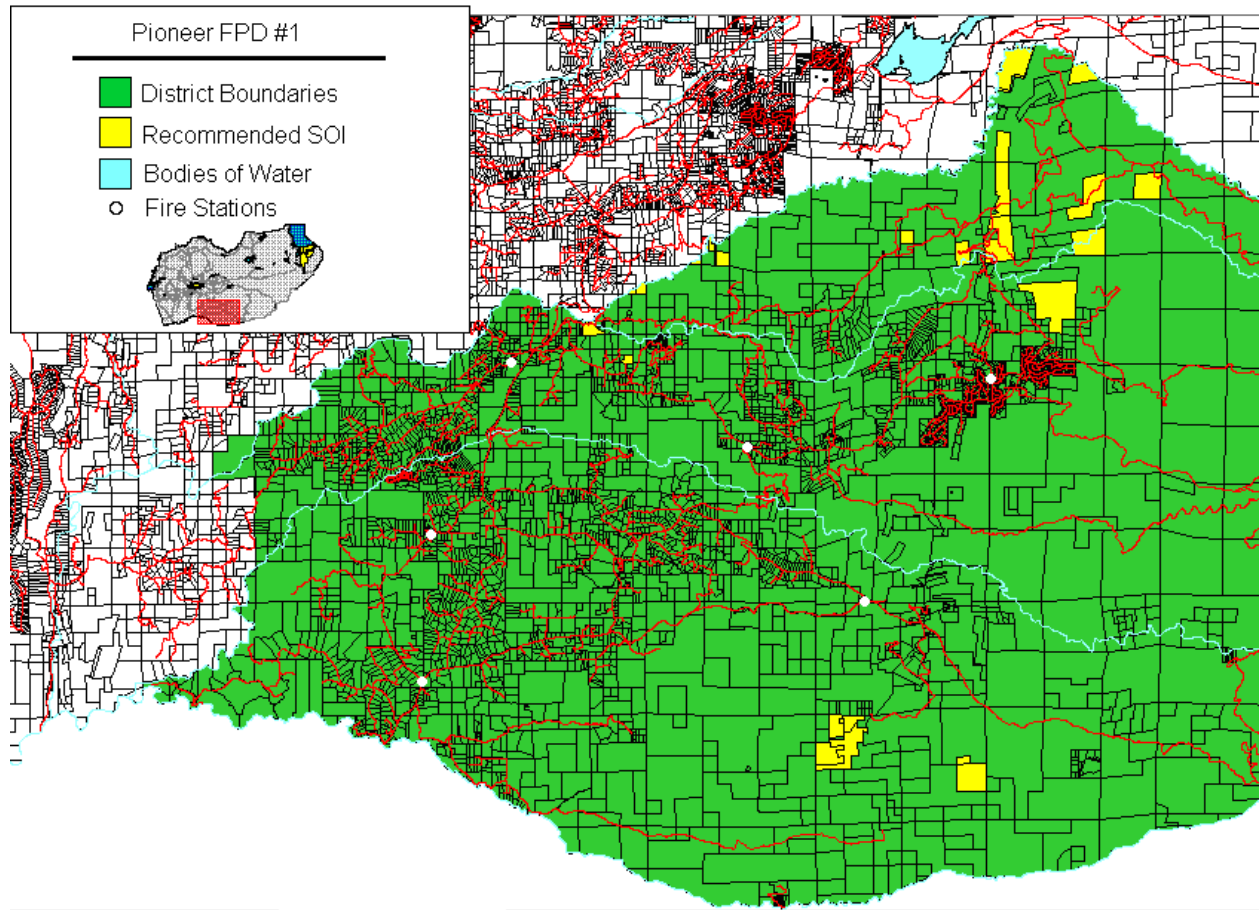 Pioneer FPD #1
District Boundaries
Recommended SOI
Bodies of Water
Fire Stations